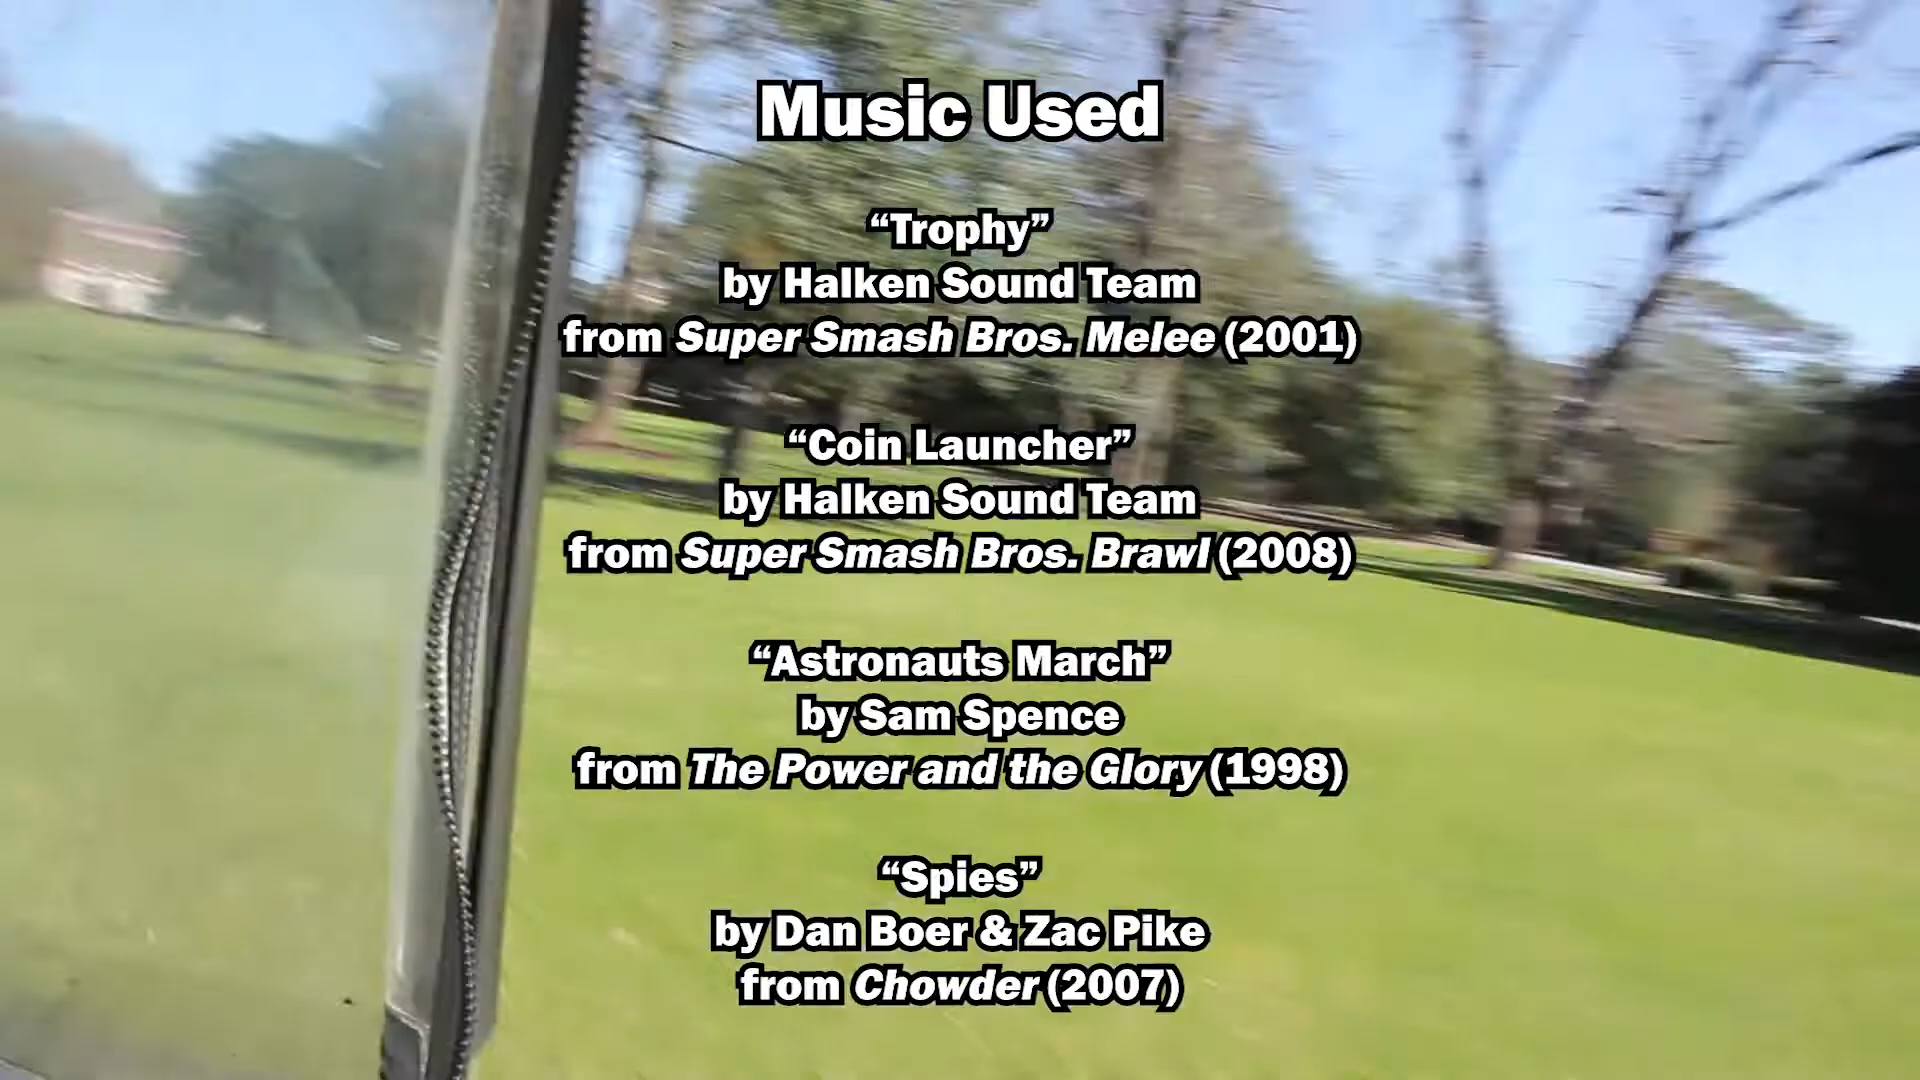 Music Used
“Trophy”
by Halken Sound Team
from Super Smash Bros. Melee (2001)
“Coin Launcher”
by Halken Sound Team
from Super Smash Bros. Brawl (2008)
“Astronauts March”
by Sam Spence
from The Power and the Glory (1998)
“Spies”
by Dan Boer & Zac Pike
from Chowder (2007)